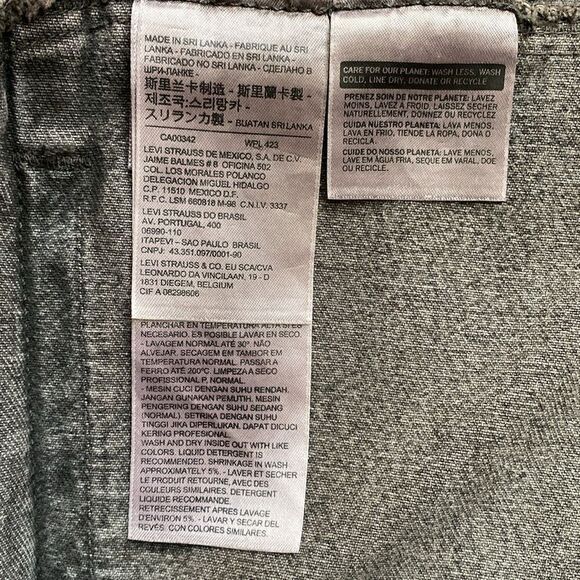 MADE IN SRI LANKA - FABRIQUE AU SRI
LANKA - FABRICADO EN SRI LANKA -
FABRICADO NO SRI LANKA - СДЕЛАНО В
ШРИ-ЛАНКЕ -
斯里兰卡制造 - 斯里蘭卡製 -
제조국:스리랑카 -
スリランカ製 - BUATAN SRI LANKA
CA00342 WPL 423
LEVI STRAUSS DE MEXICO, S.A. DE C.V.
JAIME BALMES # 8 OFICINA 502
COL. LOS MORALES POLANCO
DELEGACION MIGUEL HIDALGO
C.P. 11510 MEXICO D.F.
R.F.C. LSM 660818 M-98 C.N.I.V. 3337
LEVI STRAUSS DO BRASIL
AV. PORTUGAL, 400
06990-110
ITAPEVI – SAO PAULO BRASIL
CNPJ: 43.351.097/0001-90
LEVI STRAUSS & CO. EU SCA/CVA
LEONARDO DA VINCILAAN, 19 - D
1831 DIEGEM, BELGIUM
CIF A 08298606
PLANCHAR EN TEMPERATURA ALTA SI ES
NECESARIO. ES POSIBLE LAVAR EN SECO.
- LAVAGEM NORMAL ATÉ 30°. NÃO
ALVEJAR. SECAGEM EM TAMBOR EM
TEMPERATURA NORMAL. PASSAR A
FERRO ATÉ 200°C. LIMPEZA A SECO
PROFISSIONAL P, NORMAL.
- MESIN CUCI DENGAN SUHU RENDAH.
JANGAN GUNAKAN PEMUTIH. MESIN
PENGERING DENGAN SUHU SEDANG
(NORMAL). SETRIKA DENGAN SUHU
TINGGI JIKA DIPERLUKAN. DAPAT DICUCI
KERING PROFESIONAL.
WASH AND DRY INSIDE OUT WITH LIKE
COLORS. LIQUID DETERGENT IS
RECOMMENDED. SHRINKAGE IN WASH
APPROXIMATELY 5%. - LAVER ET SECHER
LE PRODUIT RETOURNE, AVEC DES
COULEURS SIMILAIRES. DETERGENT
LIQUIDE RECOMMANDE.
RETRECISSEMENT APRES LAVAGE
D'ENVIRON 5%. - LAVAR Y SECAR DEL
REVÉS, CON COLORES SIMILARES.
CARE FOR OUR PLANET: WASH LESS, WASH
COLD, LINE DRY, DONATE OR RECYCLE
PRENEZ SOIN DE NOTRE PLANETE: LAVEZ
MOINS, LAVEZ A FROID, LAISSEZ SÉCHER
NATURELLEMENT, DONNEZ OU RECYCLEZ.
CUIDA NUESTRO PLANETA: LAVA MENOS,
LAVA EN FRÍA, TIENDE LA ROPA, DONA O
RECICLA.
CUIDE DO NOSSO PLANETA: LAVE MENOS,
LAVE EM ÁGUA FRIA, SEQUE EM VARAL, DOE
OU RECICLE.